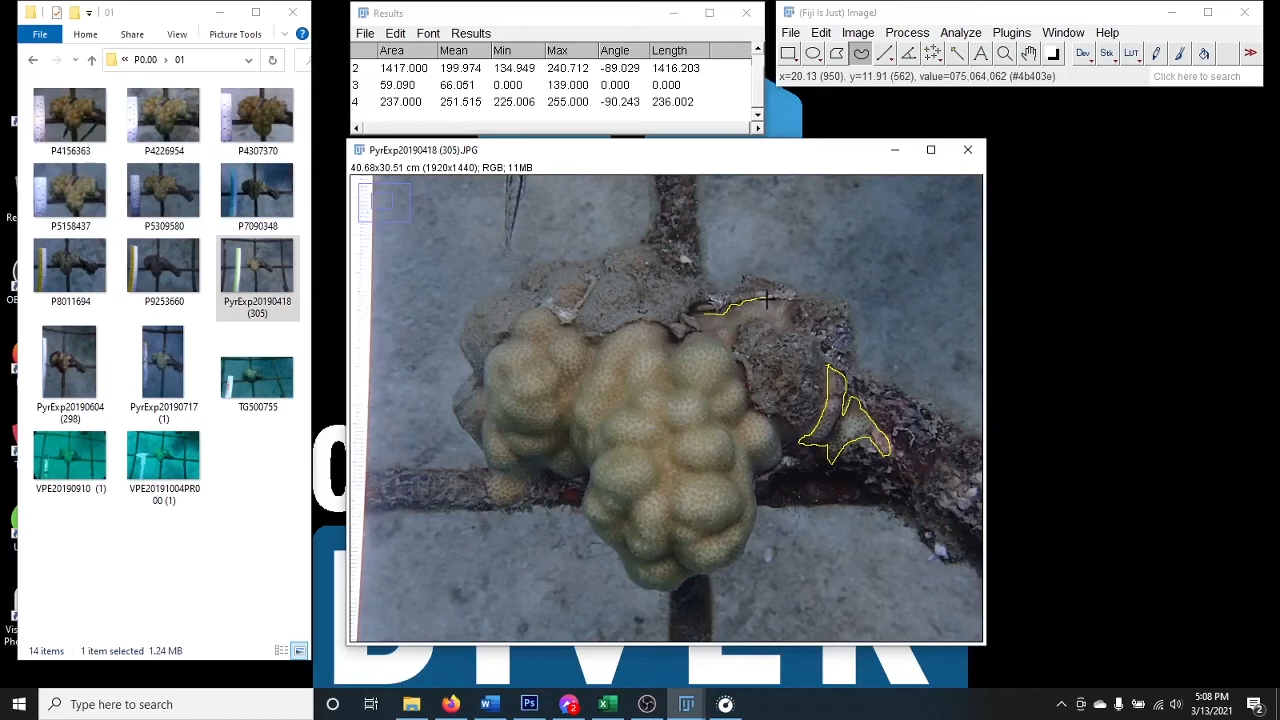 01
File
Home
Share
View
Picture Tools
P0.00 › 01
P4156363
P4226954
P4307370
P5158437
P5309580
P7090348
P8011694
P9253660
PyrExp20190418
(305)
PyrExp20190604
(298)
PyrExp20190717
(1)
TG500755
VPE20190910 (1)
VPE20191004PR0
00 (1)
14 items
1 item selected 1.24 MB
Results
File Edit Font Results
Area Mean Min Max Angle Length
2 1417.000 199.974 134.949 240.712 -89.029 1416.203
3 59.090 66.051 0.000 139.000 0.000 0.000
4 237.000 251.515 225.006 255.000 -90.243 236.002
(Fiji Is Just) ImageJ
File Edit Image Process Analyze Plugins Window Help
Dev Stk LUT
x=20.13 (950), y=11.91 (562), value=075,064,062 (#4b403e)
Click here to search
PyrExp20190418 (305).JPG
40.68x30.51 cm (1920x1440); RGB; 11MB
DIVER
Type here to search
5:08 PM
3/13/2021